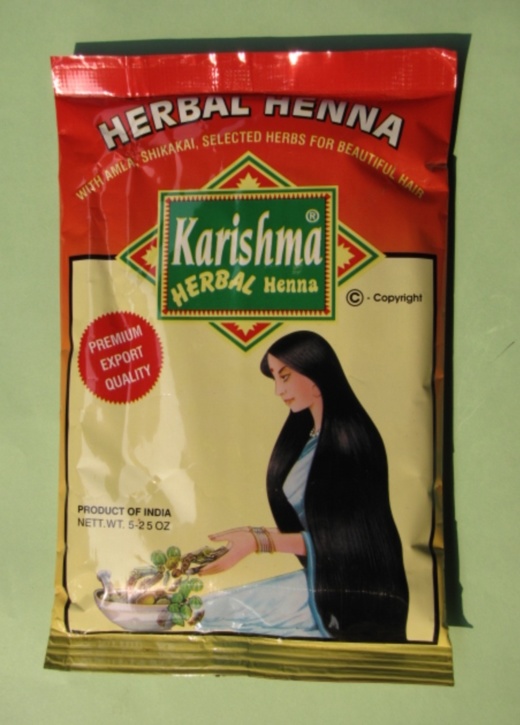 HERBAL HENNA
WITH AMLA, SHIKAKAI, SELECTED HERBS FOR BEAUTIFUL HAIR
Karishma®
HERBAL Henna
© - Copyright
PREMIUM
EXPORT
QUALITY
PRODUCT OF INDIA
NETT.WT. 5-25 OZ